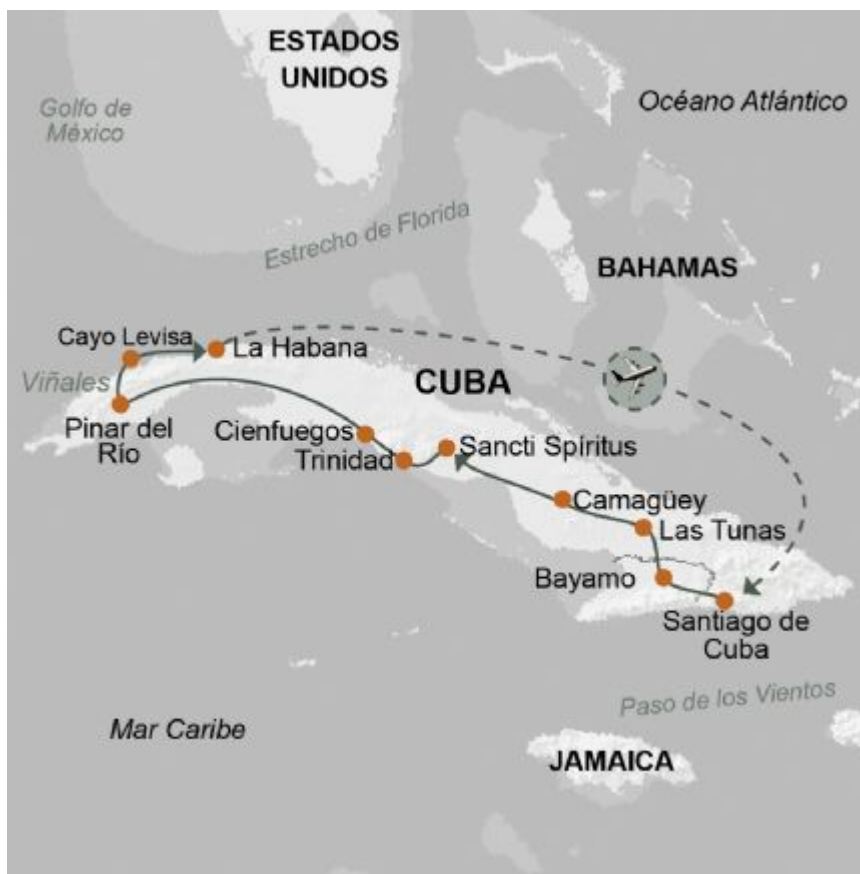 ESTADOS
UNIDOS
Golfo de
México
Océano Atlántico
Estrecho de Florida
BAHAMAS
Cayo Levisa
La Habana
Viñales
CUBA
Pinar del
Río
Cienfuegos
Trinidad
Sancti Spíritus
Camagüey
Las Tunas
Bayamo
Santiago de
Cuba
Paso de los Vientos
Mar Caribe
JAMAICA